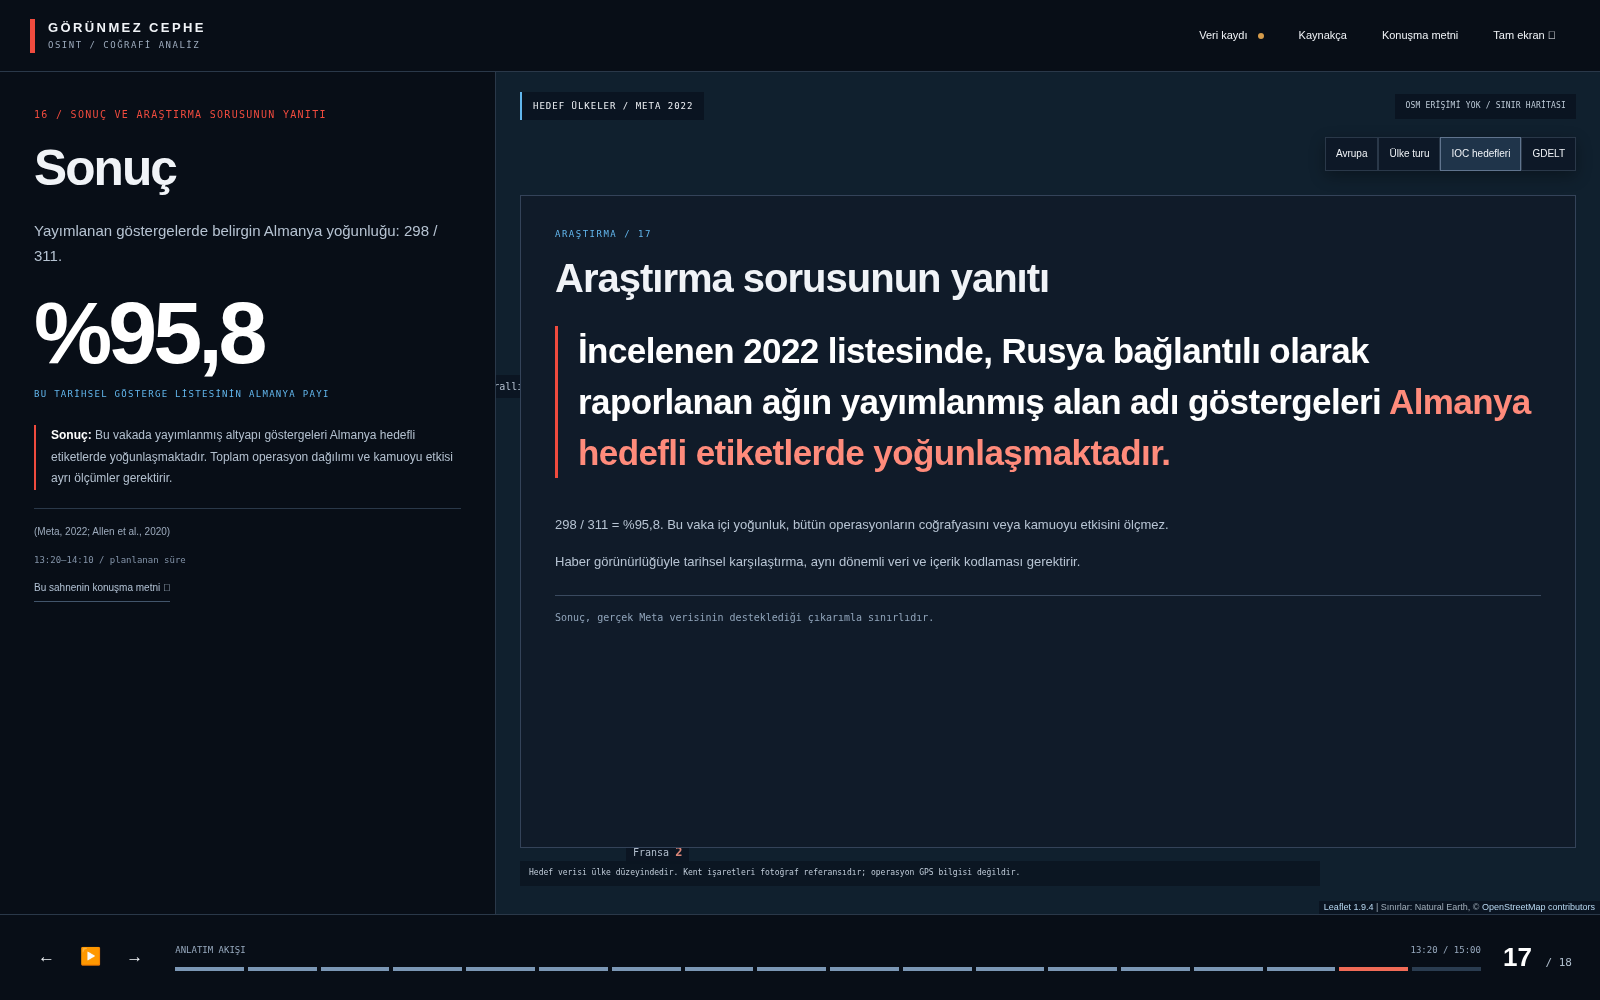 GÖRÜNMEZ CEPHE
OSINT / COĞRAFİ ANALİZ
Veri kaydı
Kaynakça
Konuşma metni
Tam ekran
16 / SONUÇ VE ARAŞTIRMA SORUSUNUN YANITI
Sonuç
Yayımlanan göstergelerde belirgin Almanya yoğunluğu: 298 /
311.
%95,8
BU TARİHSEL GÖSTERGE LİSTESİNİN ALMANYA PAYI
Sonuç: Bu vakada yayımlanmış altyapı göstergeleri Almanya hedefli
etiketlerde yoğunlaşmaktadır. Toplam operasyon dağılımı ve kamuoyu etkisi
ayrı ölçümler gerektirir.
(Meta, 2022; Allen et al., 2020)
13:20–14:10 / planlanan süre
Bu sahnenin konuşma metni
HEDEF ÜLKELER / META 2022
OSM ERİŞİMİ YOK / SINIR HARİTASI
Avrupa
Ülke turu
IOC hedefleri
GDELT
ARAŞTIRMA / 17
Araştırma sorusunun yanıtı
İncelenen 2022 listesinde, Rusya bağlantılı olarak
raporlanan ağın yayımlanmış alan adı göstergeleri Almanya
hedefli etiketlerde yoğunlaşmaktadır.
298 / 311 = %95,8. Bu vaka içi yoğunluk, bütün operasyonların coğrafyasını veya kamuoyu etkisini ölçmez.
Haber görünürlüğüyle tarihsel karşılaştırma, aynı dönemli veri ve içerik kodlaması gerektirir.
Sonuç, gerçek Meta verisinin desteklediği çıkarımla sınırlıdır.
Fransa 2
Hedef verisi ülke düzeyindedir. Kent işaretleri fotoğraf referansıdır; operasyon GPS bilgisi değildir.
Leaflet 1.9.4 | Sınırlar: Natural Earth, © OpenStreetMap contributors
← ▶ →
ANLATIM AKIŞI
13:20 / 15:00
17 / 18